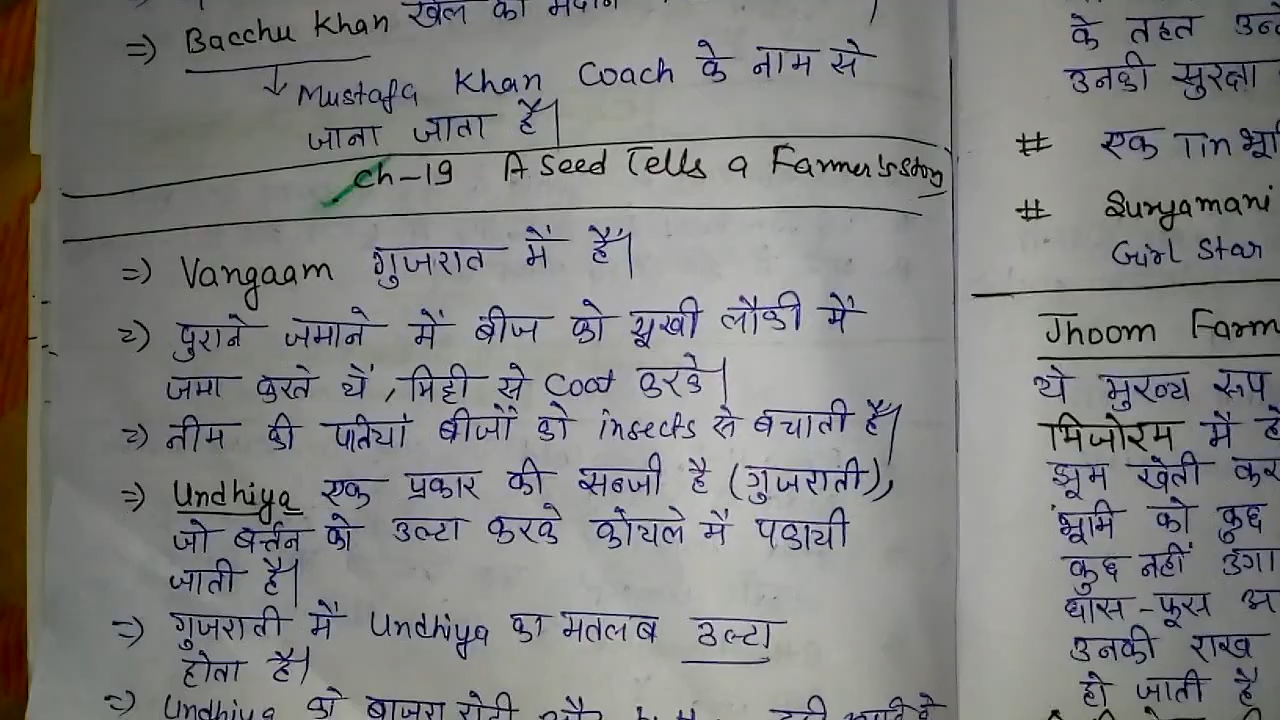 =) Bacchu Khan खेल का मैदान
↓ Mustafa Khan Coach के नाम से
जाना जाता है।
Ch-19 A Seed Tells a Farmer's Story
=) Vangaam गुजरात में हैं।
=) पुराने जमाने में बीज को सूखी लौकी में
जमा करते थें, मिट्टी से Coat करके।
=) नीम की पतियां बीजों को insects से बचाती हैं।
=) Undhiya एक प्रकार की सब्जी है (गुजराती),
जो बर्तन को उल्टा करके कोयले में पकायी
जाती है।
=) गुजराती में Undhiya का मतलब उल्टा
होता है।
=) Undhiya को बाजरा रोटी
के तहत
उनकी सुरक्षा
# एक Tin
# Suryamani
Girl Star
Jhoom Farm
ये मुख्य रूप
मिजोरम में
झूम खेती कर
भूमि को कुछ
कुछ नहीं उगा
घास-फूस
उनकी राख
हो जाती है